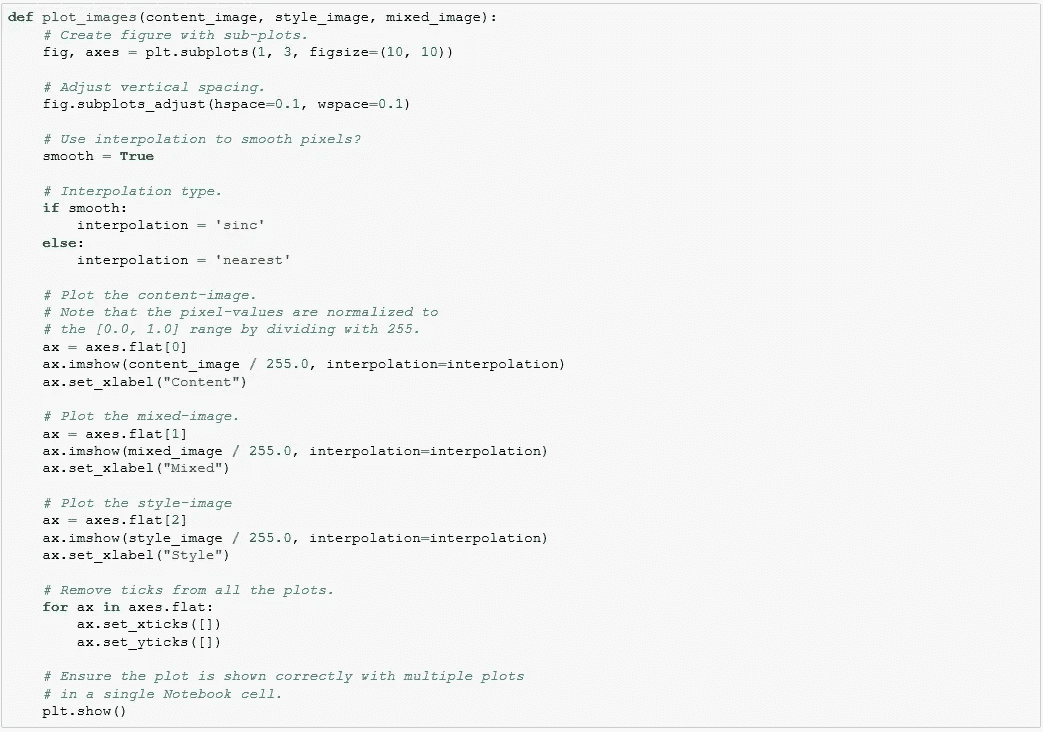 def plot_images(content_image, style_image, mixed_image):
    # Create figure with sub-plots.
    fig, axes = plt.subplots(1, 3, figsize=(10, 10))

    # Adjust vertical spacing.
    fig.subplots_adjust(hspace=0.1, wspace=0.1)

    # Use interpolation to smooth pixels?
    smooth = True

    # Interpolation type.
    if smooth:
        interpolation = 'sinc'
    else:
        interpolation = 'nearest'

    # Plot the content-image.
    # Note that the pixel-values are normalized to
    # the [0.0, 1.0] range by dividing with 255.
    ax = axes.flat[0]
    ax.imshow(content_image / 255.0, interpolation=interpolation)
    ax.set_xlabel("Content")

    # Plot the mixed-image.
    ax = axes.flat[1]
    ax.imshow(mixed_image / 255.0, interpolation=interpolation)
    ax.set_xlabel("Mixed")

    # Plot the style-image
    ax = axes.flat[2]
    ax.imshow(style_image / 255.0, interpolation=interpolation)
    ax.set_xlabel("Style")

    # Remove ticks from all the plots.
    for ax in axes.flat:
        ax.set_xticks([])
        ax.set_yticks([])

    # Ensure the plot is shown correctly with multiple plots
    # in a single Notebook cell.
    plt.show()